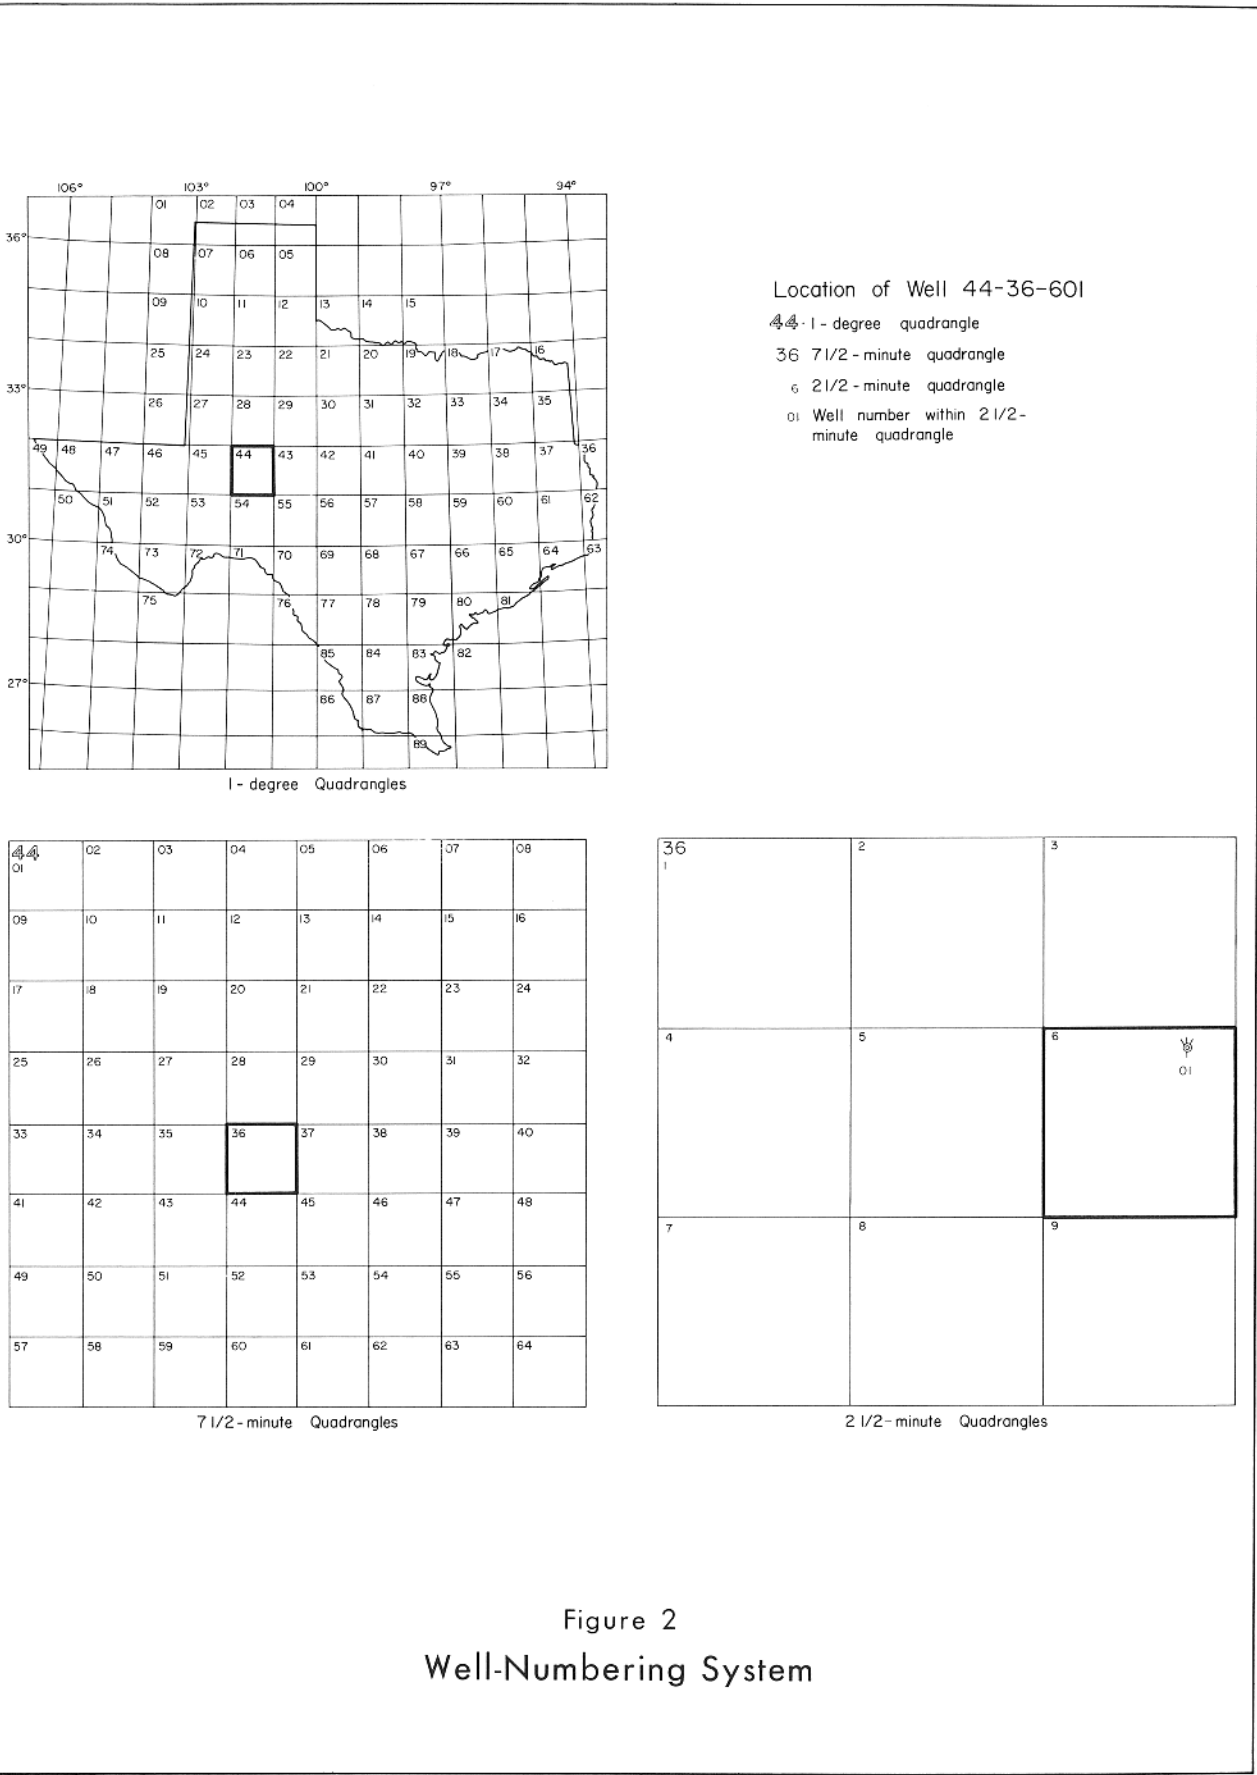 106° 103° 100° 97° 94°
01 02 03 04
36°
08 07 06 05
09 10 11 12 13 14 15
25 24 23 22 21 20 19 18 17 16
33°
26 27 28 29 30 31 32 33 34 35
49 48 47 46 45 44 43 42 41 40 39 38 37 36
50 51 52 53 54 55 56 57 58 59 60 61 62
30°
74 73 72 71 70 69 68 67 66 65 64 63
75 76 77 78 79 80 81
85 84 83 82
27°
86 87 88
89
1-degree Quadrangles
Location of Well 44-36-601
44-1-degree quadrangle
36 7 1/2-minute quadrangle
6 2 1/2-minute quadrangle
01 Well number within 2 1/2-
minute quadrangle
44 02 03 04 05 06 07 08
01
09 10 11 12 13 14 15 16
17 18 19 20 21 22 23 24
25 26 27 28 29 30 31 32
33 34 35 36 37 38 39 40
41 42 43 44 45 46 47 48
49 50 51 52 53 54 55 56
57 58 59 60 61 62 63 64
7 1/2-minute Quadrangles
36 2 3
1
4 5 6
01
7 8 9
2 1/2-minute Quadrangles
Figure 2
Well-Numbering System